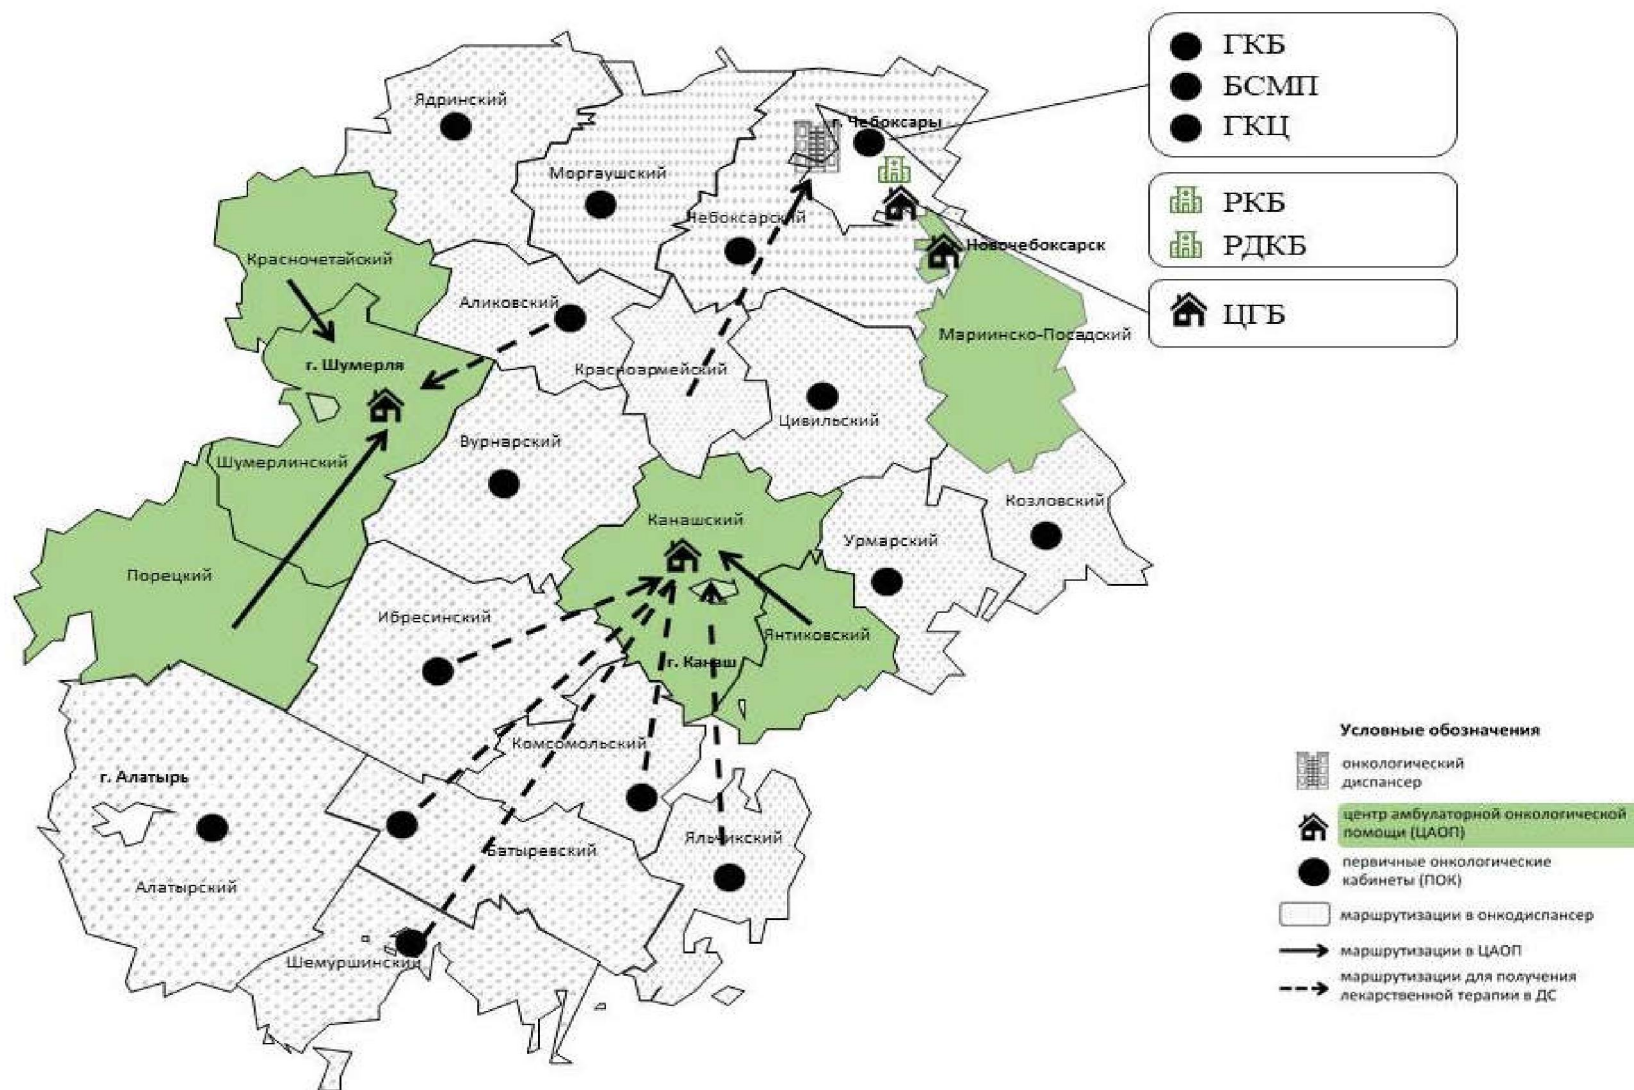 ГКБ
БСМП
ГКЦ
РКБ
РДКБ
ЦГБ
Ядринский
г. Чебоксары
Моргаушский
Чебоксарский
Новочебоксарск
Красночетайский
Аликовский
Мариинско-Посадский
г. Шумерля
Красноармейский
Цивильский
Вурнарский
Шумерлинский
Козловский
Канашский
Урмарский
Порецкий
Ибресинский
Янтиковский
г. Канаш
Комсомольский
г. Алатырь
Яльчикский
Батыревский
Алатырский
Шемуршинский
Условные обозначения
онкологический
диспансер
центр амбулаторной онкологической
помощи (ЦАОП)
первичные онкологические
кабинеты (ПОК)
маршрутизации в онкодиспансер
маршрутизации в ЦАОП
маршрутизации для получения
лекарственной терапии в ДС